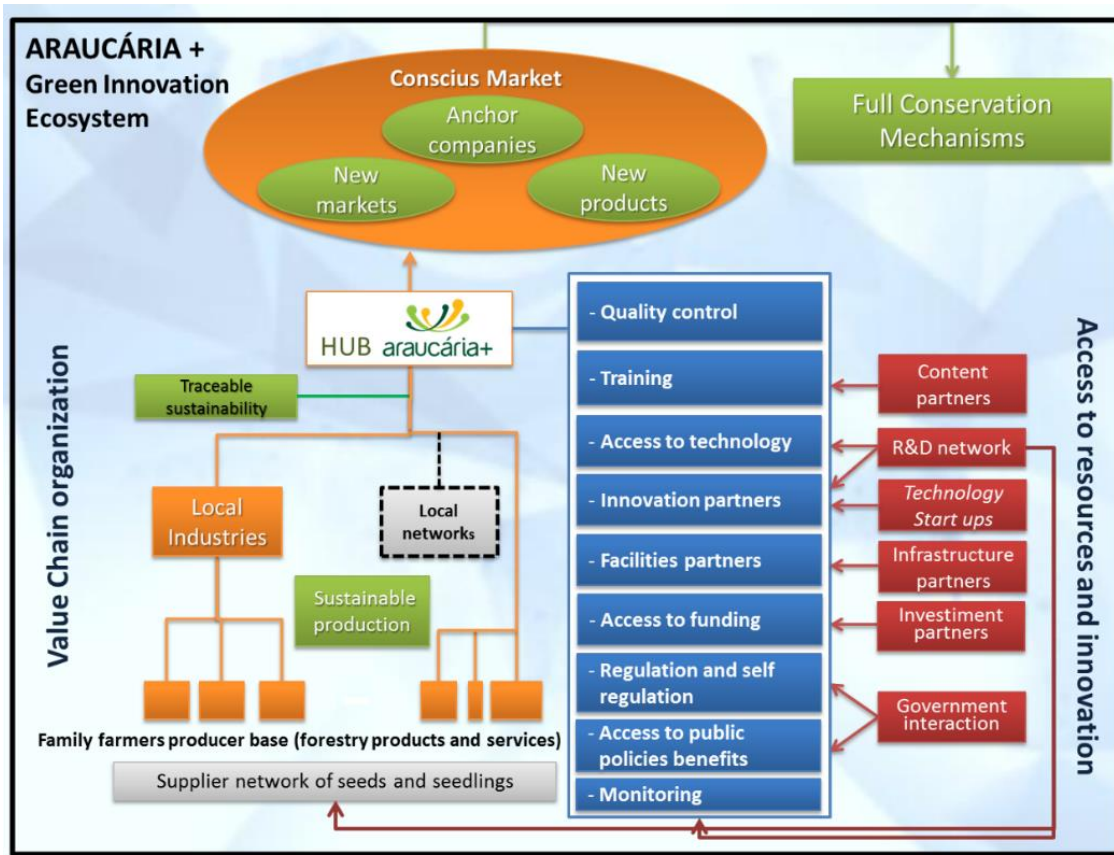 ARAUCÁRIA +
Green Innovation
Ecosystem
Conscius Market
Anchor
companies
New
markets
New
products
Full Conservation
Mechanisms
HUB araucária+
Traceable
sustainability
Value Chain organization
Local
Industries
Local
networks
Sustainable
production
Family farmers producer base (forestry products and services)
Supplier network of seeds and seedlings
- Quality control
- Training
- Access to technology
- Innovation partners
- Facilities partners
- Access to funding
- Regulation and self
regulation
- Access to public
policies benefits
- Monitoring
Content
partners
R&D network
Technology
Start ups
Infrastructure
partners
Investiment
partners
Government
interaction
Access to resources and innovation